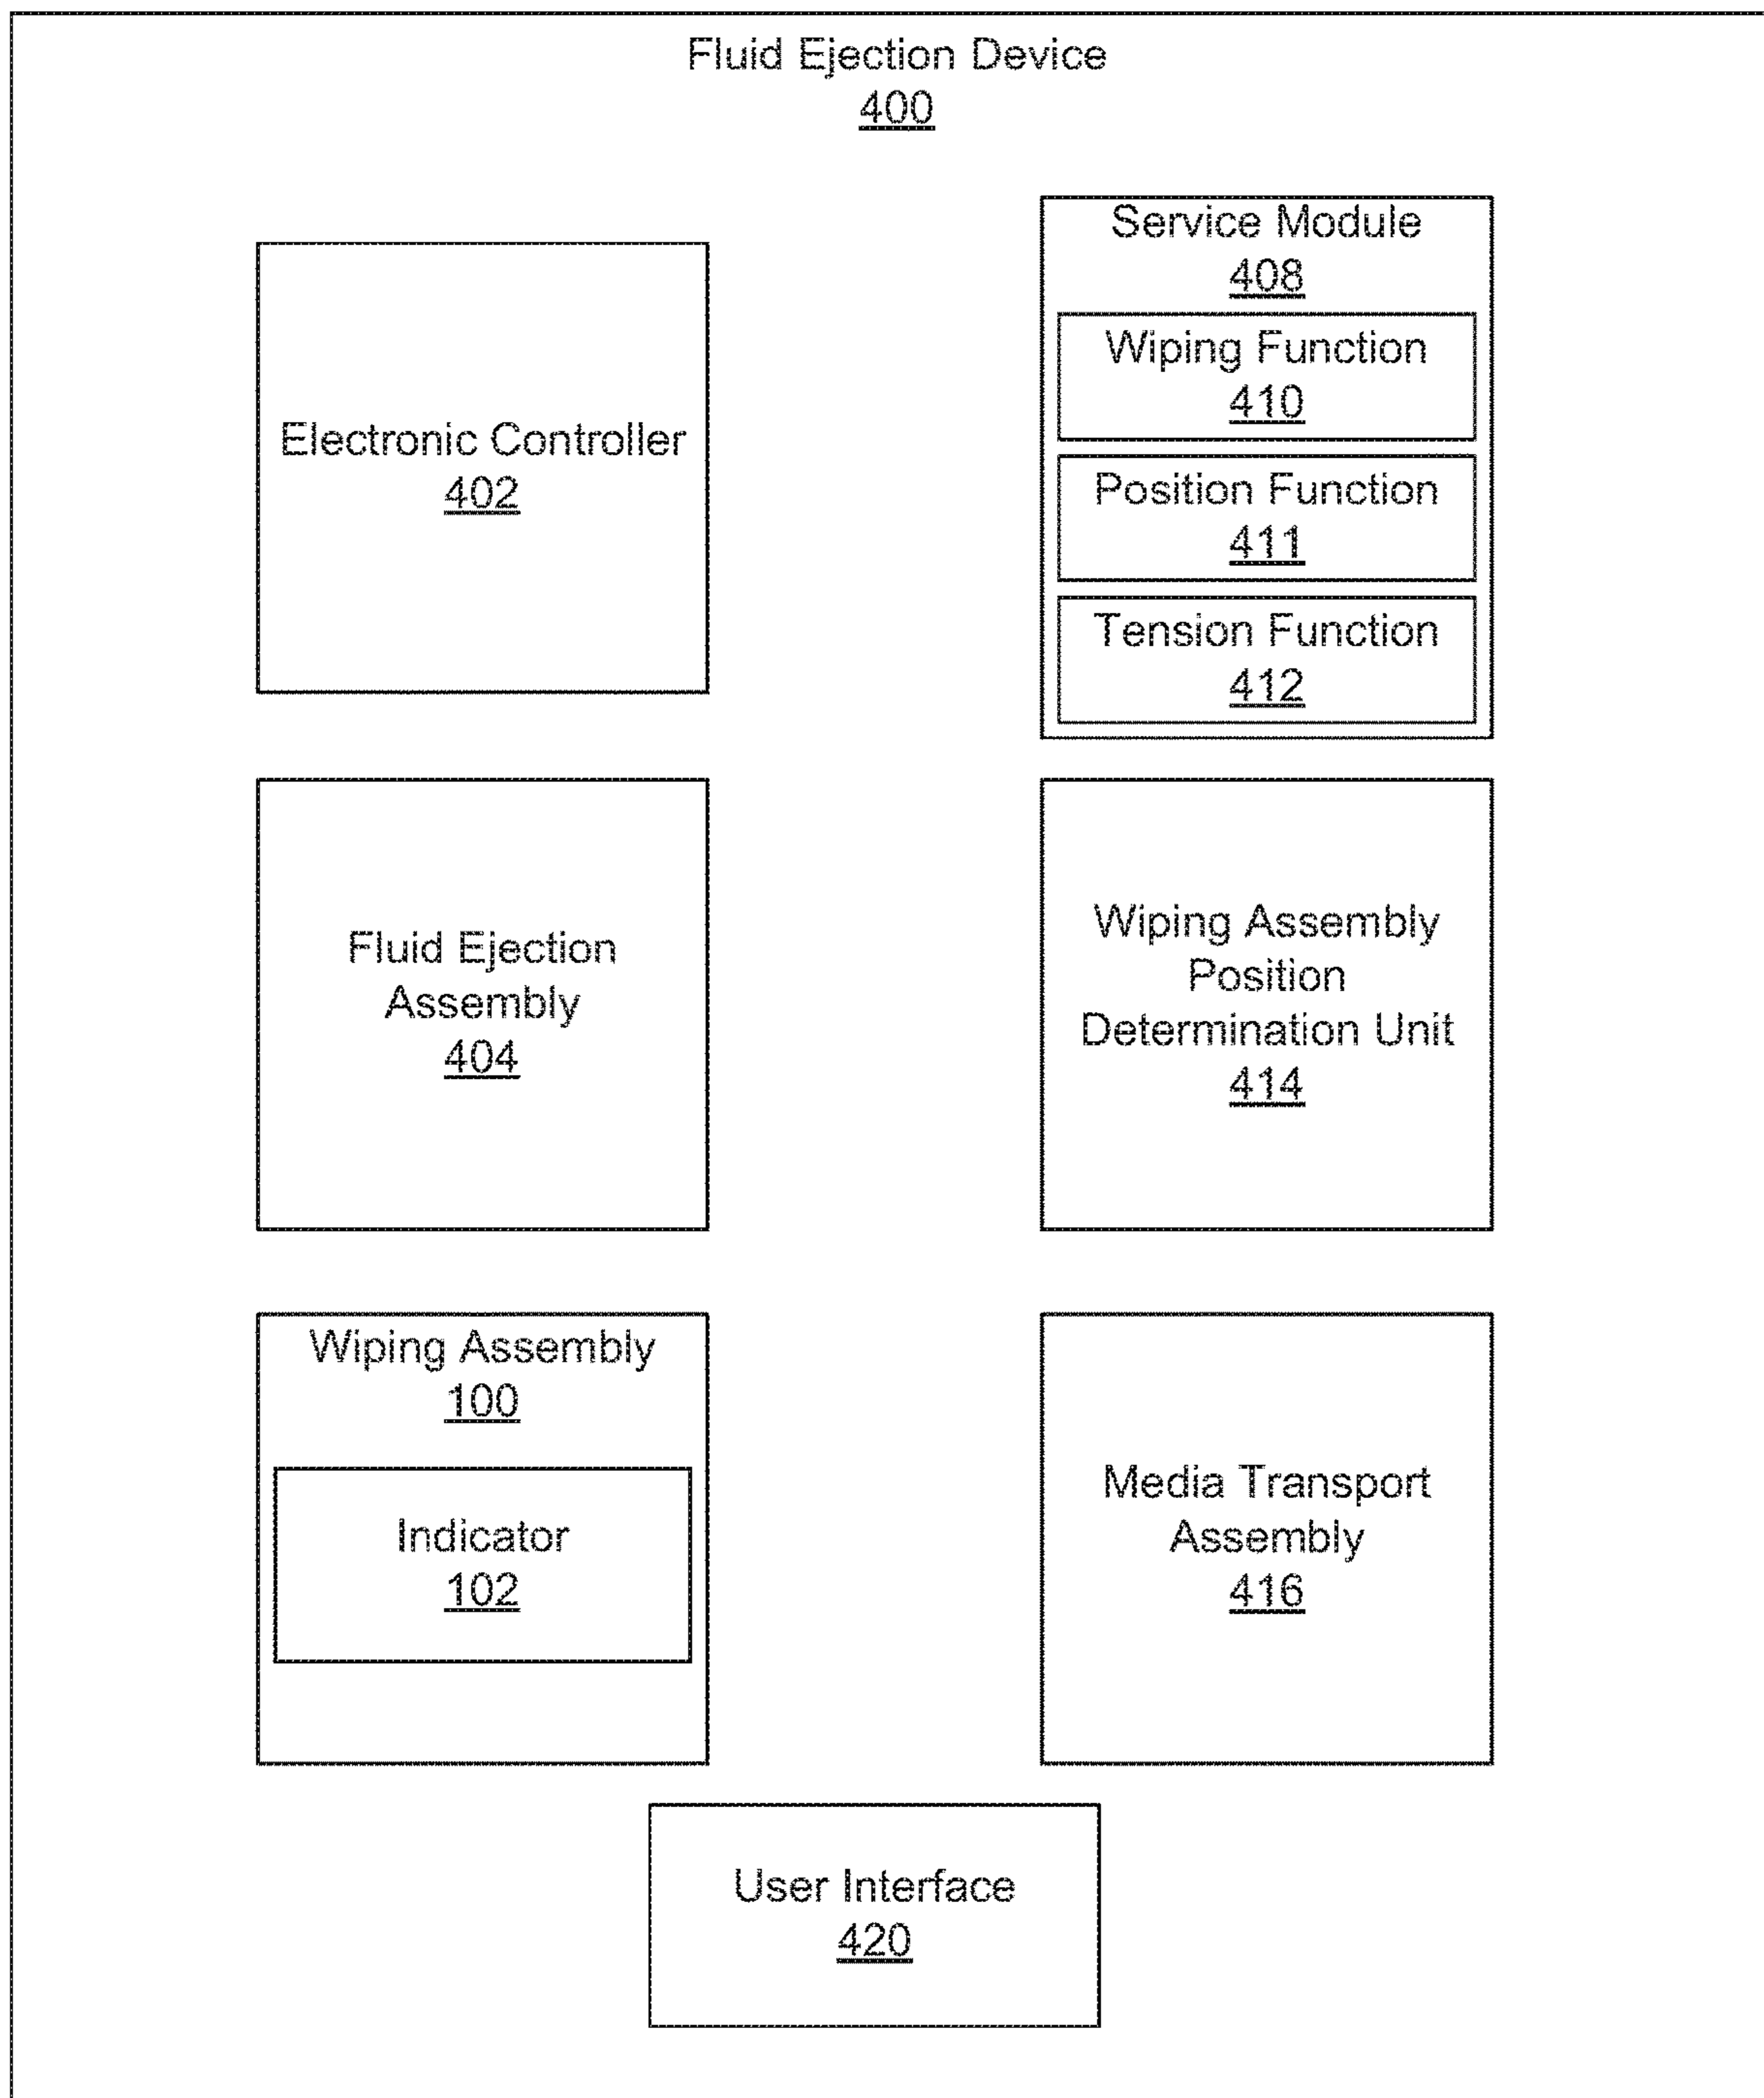 Fluid Ejection Device
400
Electronic Controller
402
Service Module
408
Wiping Function
410
Position Function
411
Tension Function
412
Fluid Ejection
Assembly
404
Wiping Assembly
Position
Determination Unit
414
Wiping Assembly
100
Indicator
102
Media Transport
Assembly
416
User Interface
420